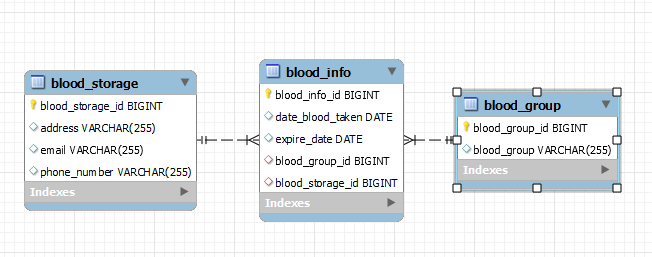 blood_storage
blood_storage_id BIGINT
address VARCHAR(255)
email VARCHAR(255)
phone_number VARCHAR(255)
Indexes
blood_info
blood_info_id BIGINT
date_blood_taken DATE
expire_date DATE
blood_group_id BIGINT
blood_storage_id BIGINT
Indexes
blood_group
blood_group_id BIGINT
blood_group VARCHAR(255)
Indexes